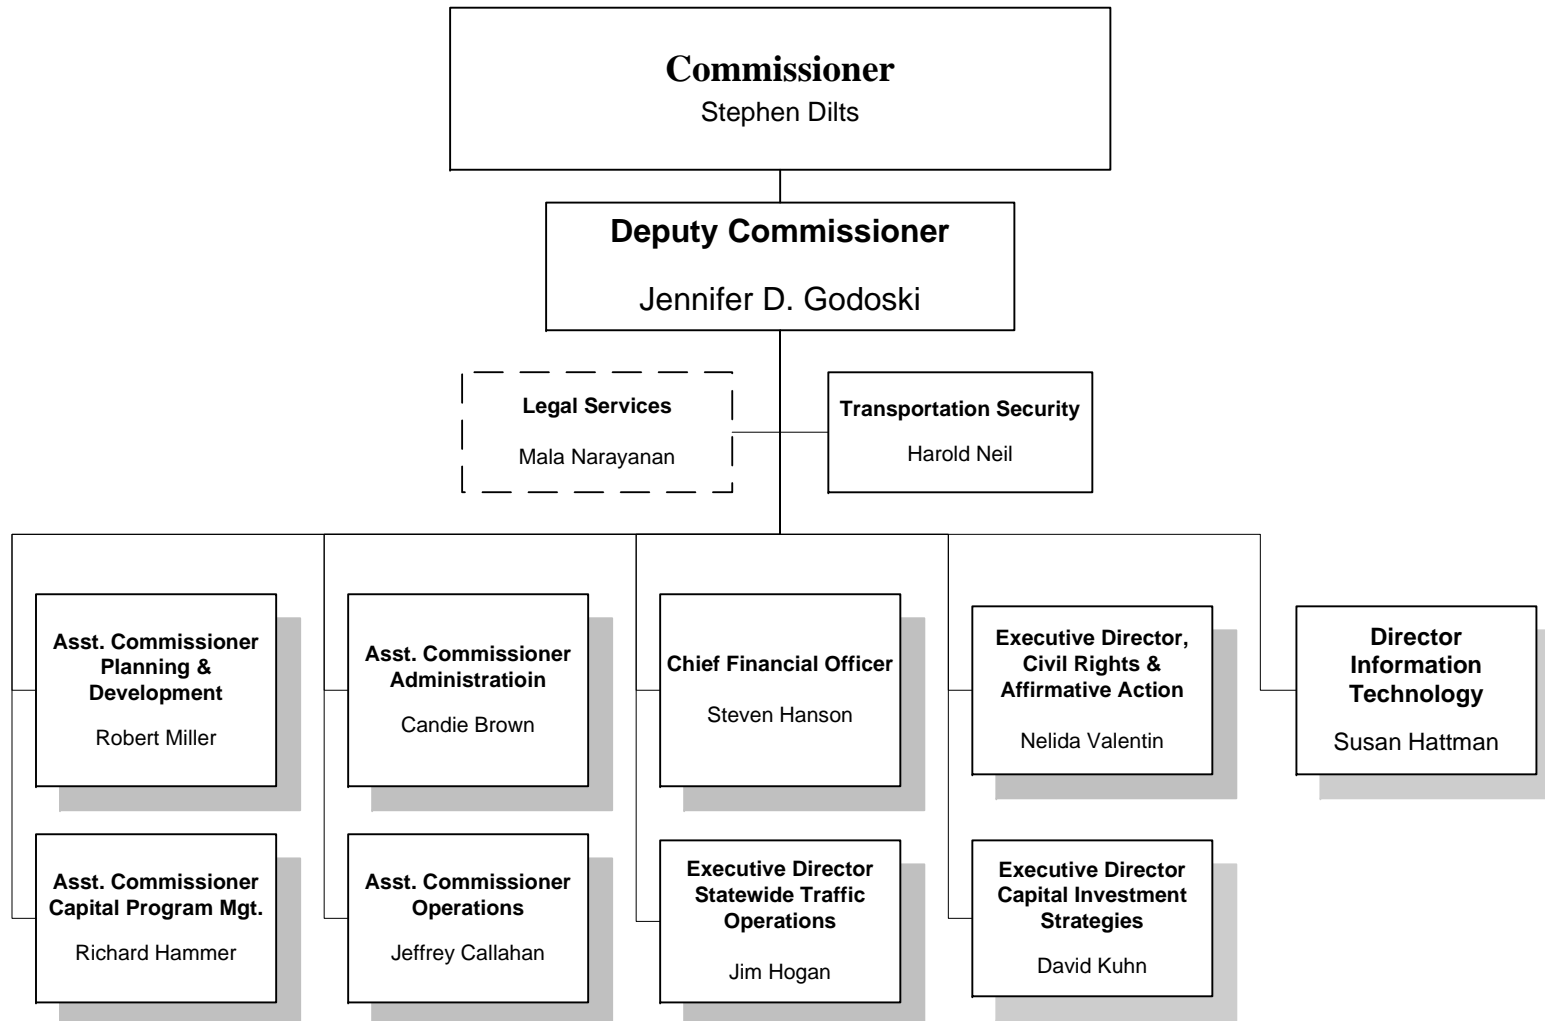 Commissioner
Stephen Dilts
Deputy Commissioner
Jennifer D. Godoski
Legal Services
Mala Narayanan
Transportation Security
Harold Neil
Asst. Commissioner
Planning &
Development
Robert Miller
Asst. Commissioner
Administratioin
Candie Brown
Chief Financial Officer
Steven Hanson
Executive Director,
Civil Rights &
Affirmative Action
Nelida Valentin
Director
Information
Technology
Susan Hattman
Asst. Commissioner
Capital Program Mgt.
Richard Hammer
Asst. Commissioner
Operations
Jeffrey Callahan
Executive Director
Statewide Traffic
Operations
Jim Hogan
Executive Director
Capital Investment
Strategies
David Kuhn